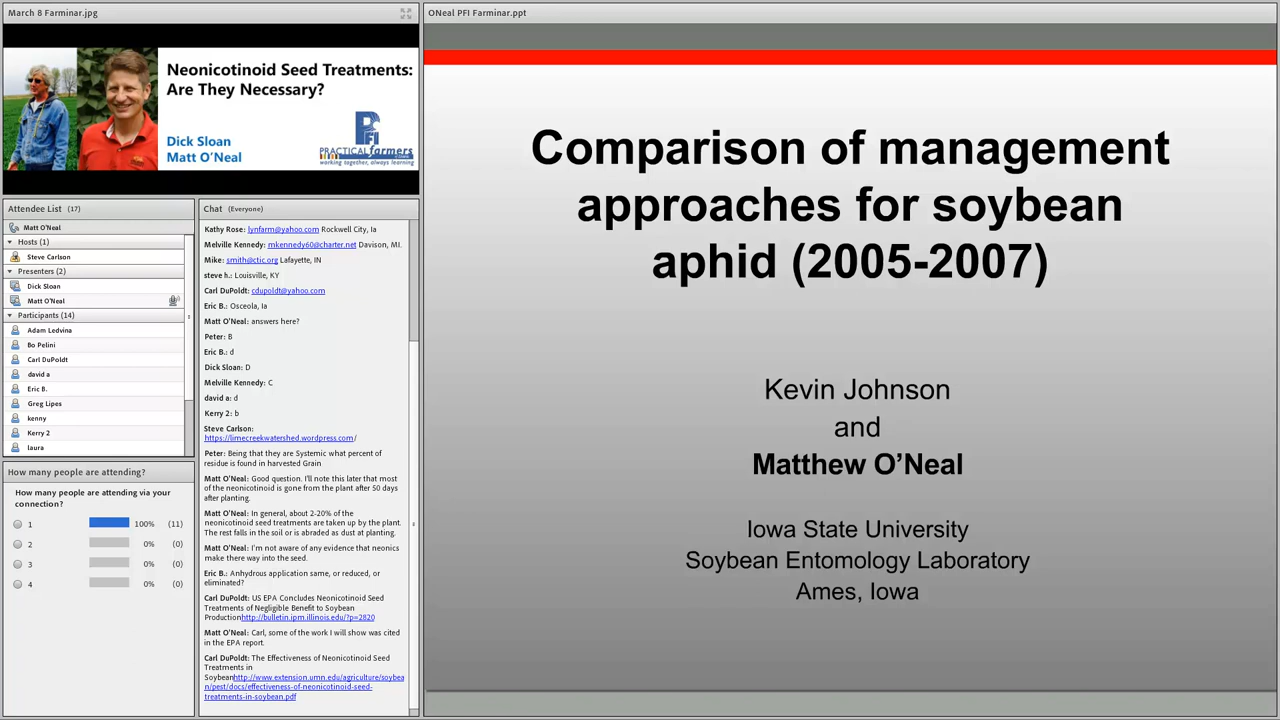 March 8 Farminar.jpg
Neonicotinoid Seed Treatments:
Are They Necessary?
Dick Sloan
Matt O'Neal
PFI
PRACTICAL farmers
working together, always learning
Attendee List (17)
Matt O'Neal
Hosts (1)
Steve Carlson
Presenters (2)
Dick Sloan
Matt O'Neal
Participants (14)
Adam Ledvina
Bo Pelini
Carl DuPoldt
david a
Eric B.
Greg Lipes
kenny
Kerry 2
laura
How many people are attending?
How many people are attending via your
connection?
1 100% (11)
2 0% (0)
3 0% (0)
4 0% (0)
Chat (Everyone)
Kathy Rose: lynfarm@yahoo.com Rockwell City, Ia
Melville Kennedy: mkennedy60@charter.net Davison, MI.
Mike: smith@ctic.org Lafayette, IN
steve h.: Louisville, KY
Carl DuPoldt: cdupoldt@yahoo.com
Eric B.: Osceola, Ia
Matt O'Neal: answers here?
Peter: B
Eric B.: d
Dick Sloan: D
Melville Kennedy: C
david a: d
Kerry 2: b
Steve Carlson:
https://limecreekwatershed.wordpress.com/
Peter: Being that they are Systemic what percent of
residue is found in harvested Grain
Matt O'Neal: Good question. I'll note this later that most
of the neonicotinoid is gone from the plant after 50 days
after planting.
Matt O'Neal: In general, about 2-20% of the
neonicotinoid seed treatments are taken up by the plant.
The rest falls in the soil or is abraded as dust at planting.
Matt O'Neal: I'm not aware of any evidence that neonics
make there way into the seed.
Eric B.: Anhydrous application same, or reduced, or
eliminated?
Carl DuPoldt: US EPA Concludes Neonicotinoid Seed
Treatments of Negligible Benefit to Soybean
Productionhttp://bulletin.ipm.illinois.edu/?p=2820
Matt O'Neal: Carl, some of the work I will show was cited
in the EPA report.
Carl DuPoldt: The Effectiveness of Neonicotinoid Seed
Treatments in
Soybeanhttp://www.extension.umn.edu/agriculture/soybea
n/pest/docs/effectiveness-of-neonicotinoid-seed-
treatments-in-soybean.pdf
ONeal PFI Farminar.ppt
Comparison of management
approaches for soybean
aphid (2005-2007)
Kevin Johnson
and
Matthew O'Neal
Iowa State University
Soybean Entomology Laboratory
Ames, Iowa